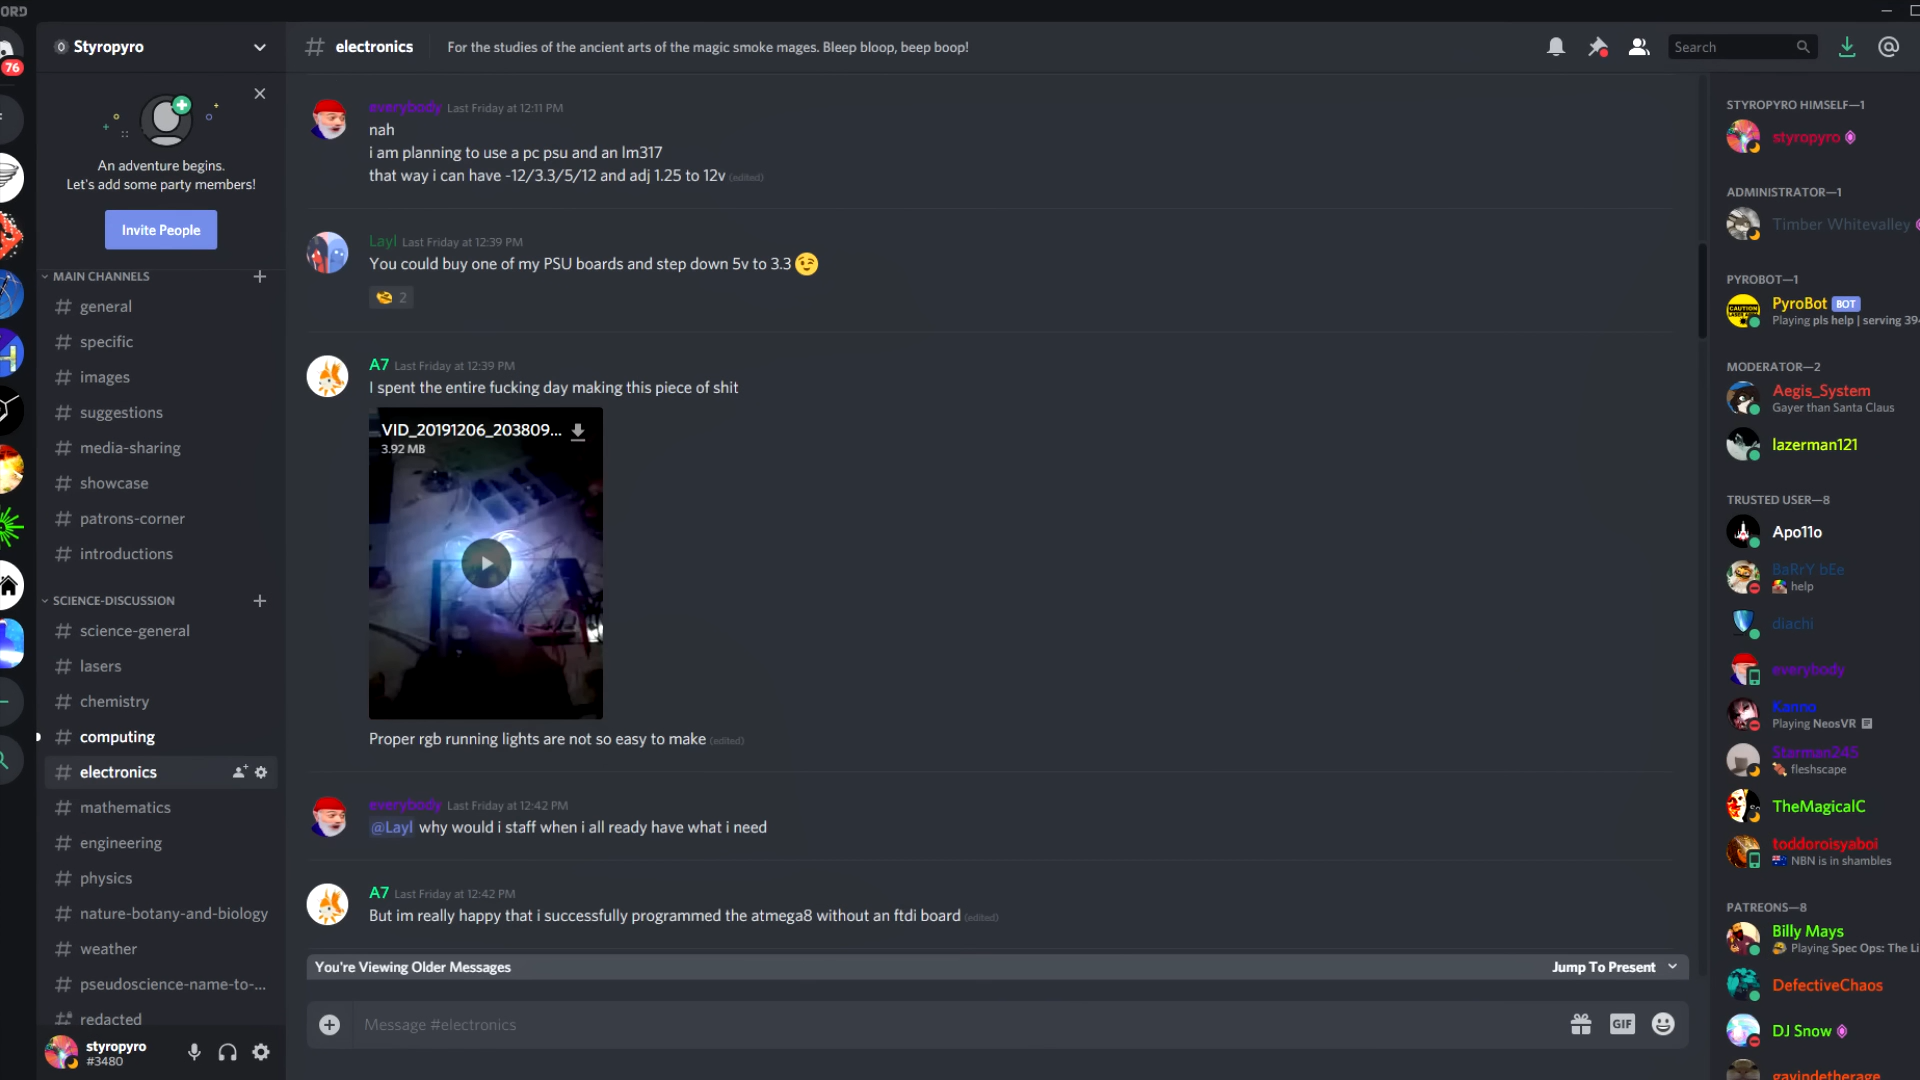 ORD
Styropyro
76
An adventure begins.
Let's add some party members!
Invite People
MAIN CHANNELS
general
specific
images
suggestions
media-sharing
showcase
patrons-corner
introductions
SCIENCE-DISCUSSION
science-general
lasers
chemistry
computing
electronics
mathematics
engineering
physics
nature-botany-and-biology
weather
pseudoscience-name-to-...
redacted
styropyro
#3480
electronics
For the studies of the ancient arts of the magic smoke mages. Bleep bloop, beep boop!
Search
everybody Last Friday at 12:11 PM
nah
i am planning to use a pc psu and an lm317
that way i can have -12/3.3/5/12 and adj 1.25 to 12v (edited)
Layl Last Friday at 12:39 PM
You could buy one of my PSU boards and step down 5v to 3.3
2
A7 Last Friday at 12:39 PM
I spent the entire fucking day making this piece of shit
VID_20191206_203809...
3.92 MB
Proper rgb running lights are not so easy to make (edited)
everybody Last Friday at 12:42 PM
@Layl why would i staff when i all ready have what i need
A7 Last Friday at 12:42 PM
But im really happy that i successfully programmed the atmega8 without an ftdi board (edited)
You're Viewing Older Messages
Jump To Present
Message #electronics
GIF
STYROPYRO HIMSELF—1
styropyro
ADMINISTRATOR—1
Timber Whitevalley
PYROBOT—1
PyroBot BOT
Playing pls help | serving 394
MODERATOR—2
Aegis_System
Gayer than Santa Claus
lazerman121
TRUSTED USER—8
Apo11o
BaRrY bEe
help
diachi
everybody
Kanno
Playing NeosVR
Starman245
fleshscape
TheMagicalC
toddoroisyaboi
NBN is in shambles
PATREONS—8
Billy Mays
Playing Spec Ops: The Li
DefectiveChaos
DJ Snow
gavindetherage